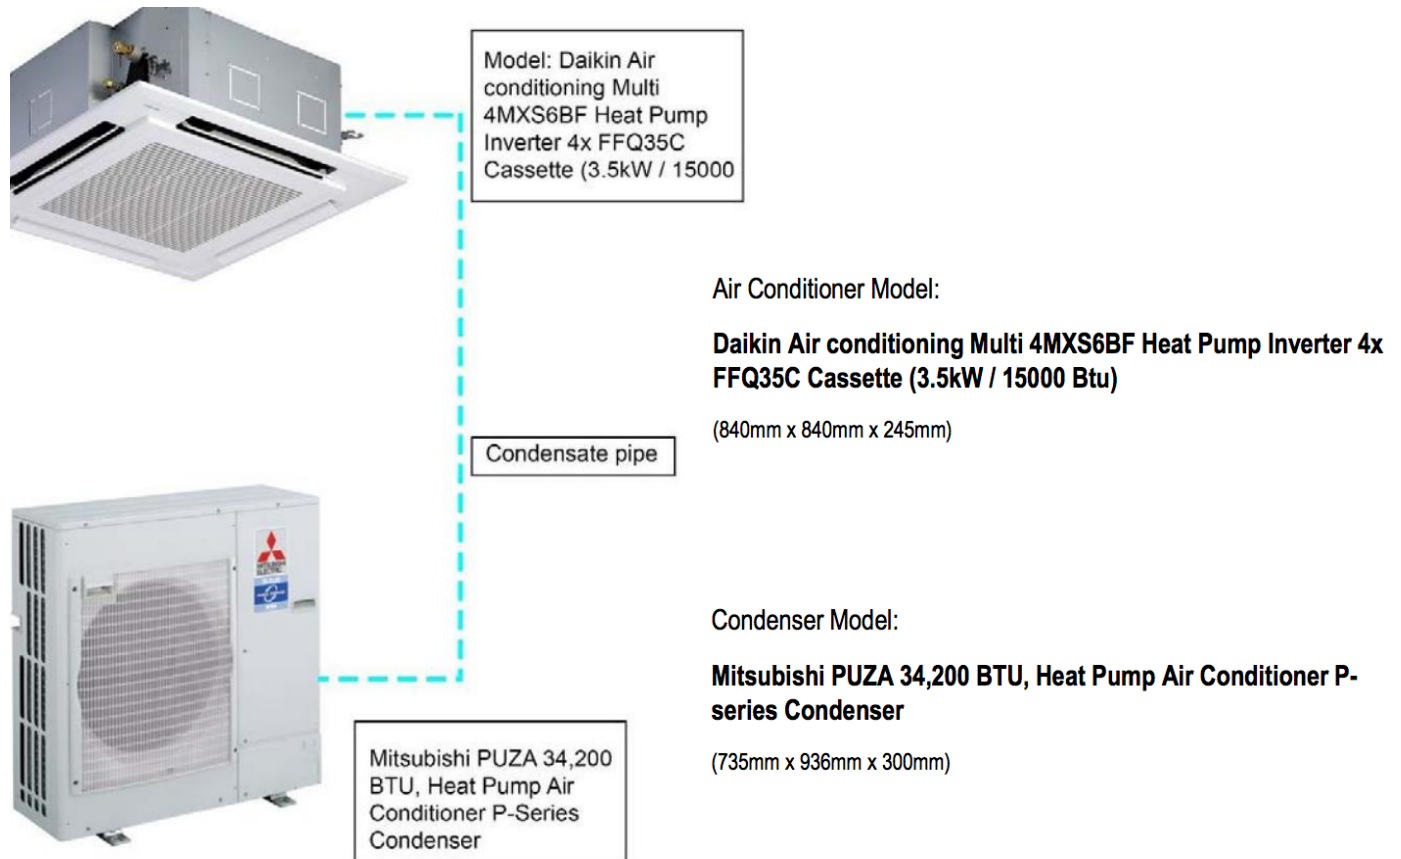 Model: Daikin Air
conditioning Multi
4MXS6BF Heat Pump
Inverter 4x FFQ35C
Cassette (3.5kW / 15000
Air Conditioner Model:
Daikin Air conditioning Multi 4MXS6BF Heat Pump Inverter 4x
FFQ35C Cassette (3.5kW / 15000 Btu)
(840mm x 840mm x 245mm)
Condensate pipe
MITSUBISHI
ELECTRIC
Condenser Model:
Mitsubishi PUZA 34,200 BTU, Heat Pump Air Conditioner P-
series Condenser
(735mm x 936mm x 300mm)
Mitsubishi PUZA 34,200
BTU, Heat Pump Air
Conditioner P-Series
Condenser